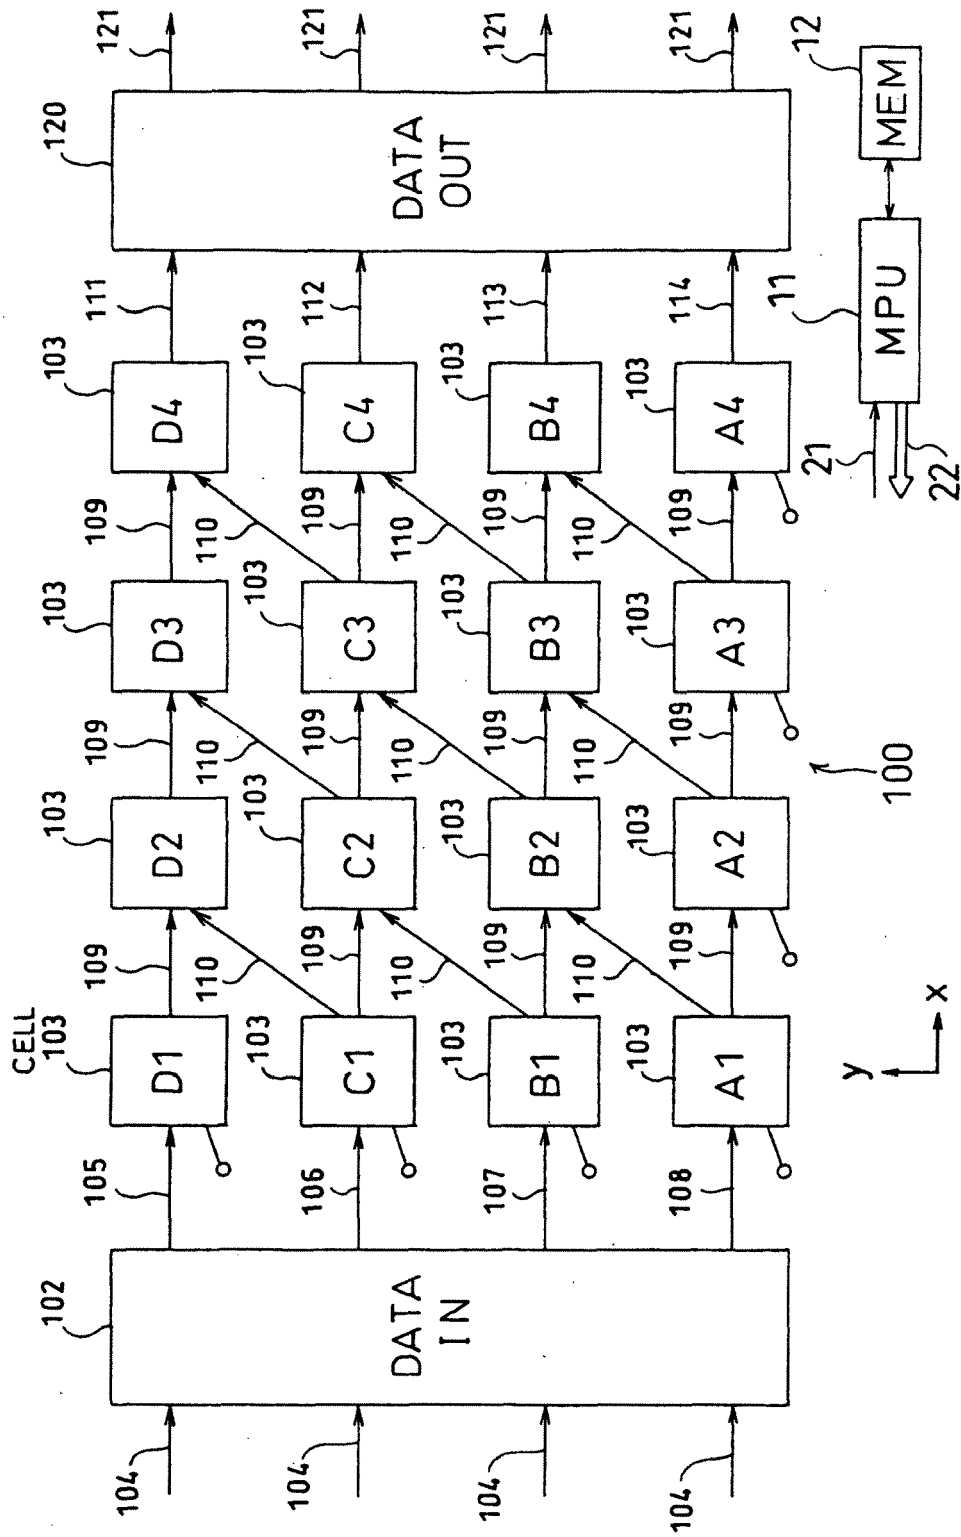 CELL
102 103 103 103 103 120
104 105 109 109 109 111 121
D1 D2 D3 D4
110 110 110
103 103 103 103
104 106 109 109 109 112 121
C1 C2 C3 C4
DATA IN
DATA OUT
110 110 110
103 103 103 103
104 107 109 109 109 113 121
B1 B2 B3 B4
110 110 110
103 103 103 103
104 108 109 109 109 114 121
A1 A2 A3 A4
11 12
21
y
MPU MEM
100
x
22